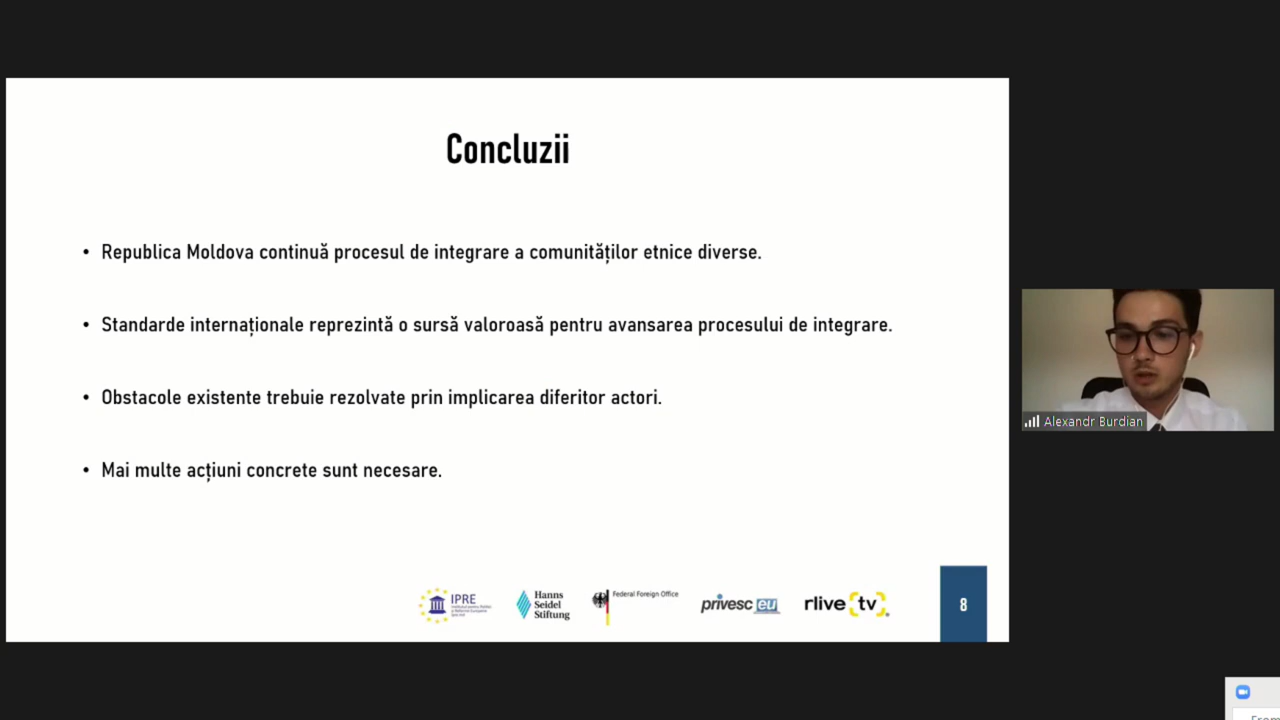 Concluzii
• Republica Moldova continuă procesul de integrare a comunităților etnice diverse.
• Standarde internaționale reprezintă o sursă valoroasă pentru avansarea procesului de integrare.
• Obstacole existente trebuie rezolvate prin implicarea diferitor actori.
• Mai multe acțiuni concrete sunt necesare.
Alexandr Burdian
IPRE
Hanns
Seidel
Stiftung
Federal Foreign Office
privesc.eu
rlive tv
8